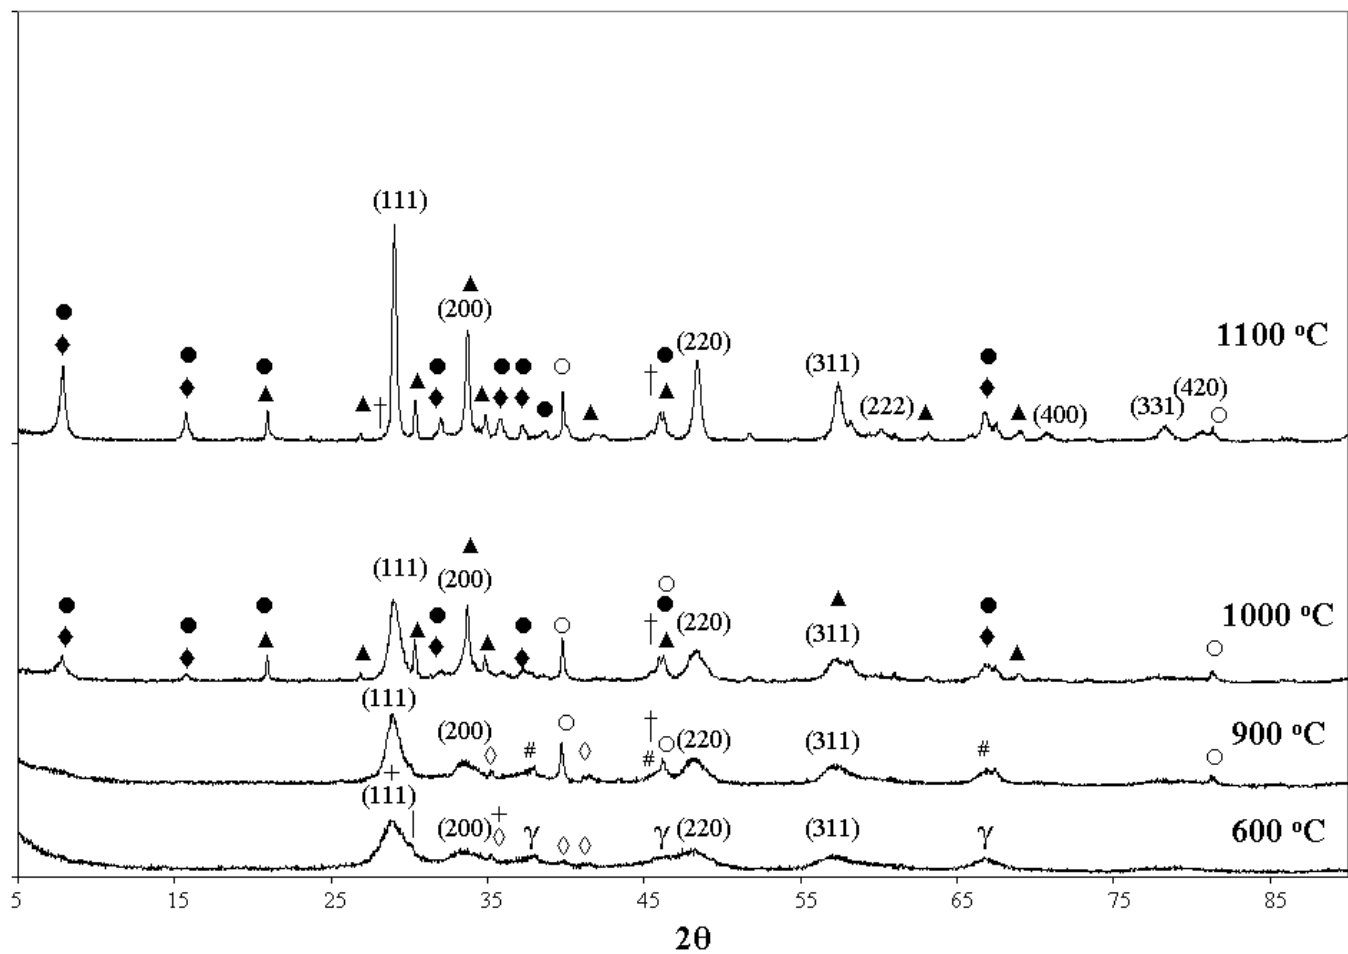 (111)
▲
(200)
● ● ● ● ● ● ○ † ● (220) (311) 1100 °C ●
♦ ♦ ▲ ▲ † ▲ ♦ ▲ ♦ ♦ ● ▲ ▲ (222) ▲ ♦ ▲ (400) (331) (420) ○
▲
(111) (200) ○
● ● ● ● ● ○ † ● (220) ▲ (311) ● 1000 °C
♦ ♦ ▲ ▲ ▲ ♦ ▲ ♦ ▲ ♦ ▲ ○
(111) (200) ◊ # ○ ◊ † # ○ (220) (311) # ○ 900 °C
+
(111) | (200) + ◊ γ ◊ ◊ γ (220) (311) γ 600 °C
5 15 25 35 45 55 65 75 85
2θ